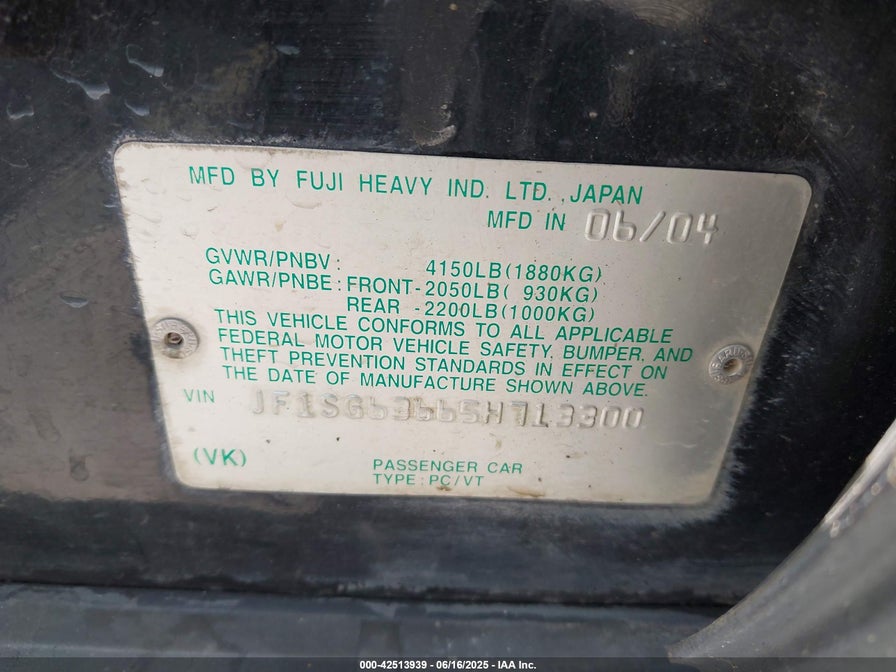 MFD BY FUJI HEAVY IND. LTD. JAPAN
MFD IN 06/04
GVWR/PNBV: 4150LB(1880KG)
GAWR/PNBE: FRONT-2050LB( 930KG)
REAR -2200LB(1000KG)
THIS VEHICLE CONFORMS TO ALL APPLICABLE
FEDERAL MOTOR VEHICLE SAFETY, BUMPER, AND
THEFT PREVENTION STANDARDS IN EFFECT ON
THE DATE OF MANUFACTURE SHOWN ABOVE.
VIN JF1SG63665H713300
(VK) PASSENGER CAR
TYPE: PC/VT
000-42513939 - 06/16/2025 - IAA Inc.